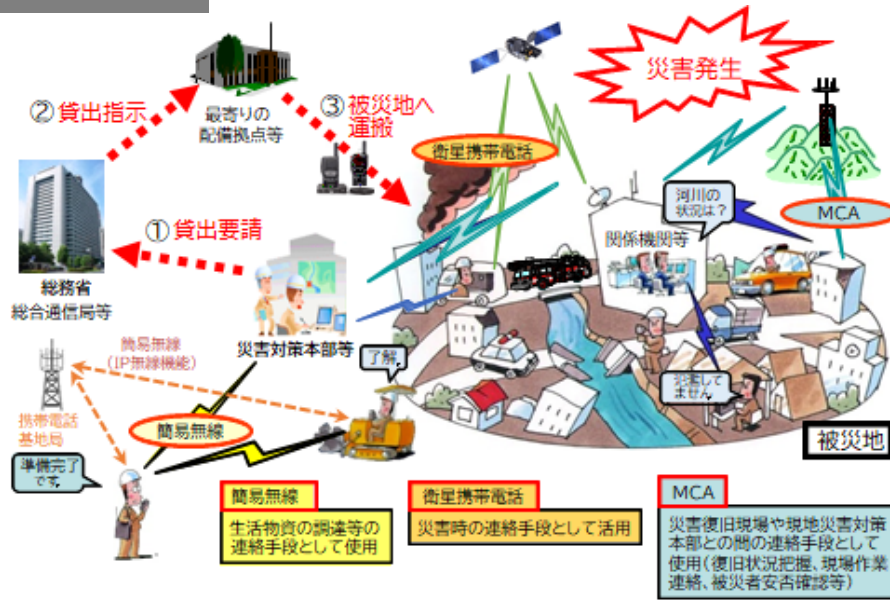 災害発生
② 貸出指示
最寄りの
配備拠点等
③ 被災地へ
運搬
衛星携帯電話
河川の
状況は？
MCA
関係機関等
① 貸出要請
総務省
総合通信局等
災害対策本部等
簡易無線
（IP無線機能）
了解
携帯電話
基地局
簡易無線
氾濫して
ません
被災地
準備完了
です
簡易無線
生活物資の調達等の
連絡手段として使用
衛星携帯電話
災害時の連絡手段として活用
MCA
災害復旧現場や現地災害対策
本部との間の連絡手段として
使用（復旧状況把握、現場作業
連絡、被災者安否確認等）